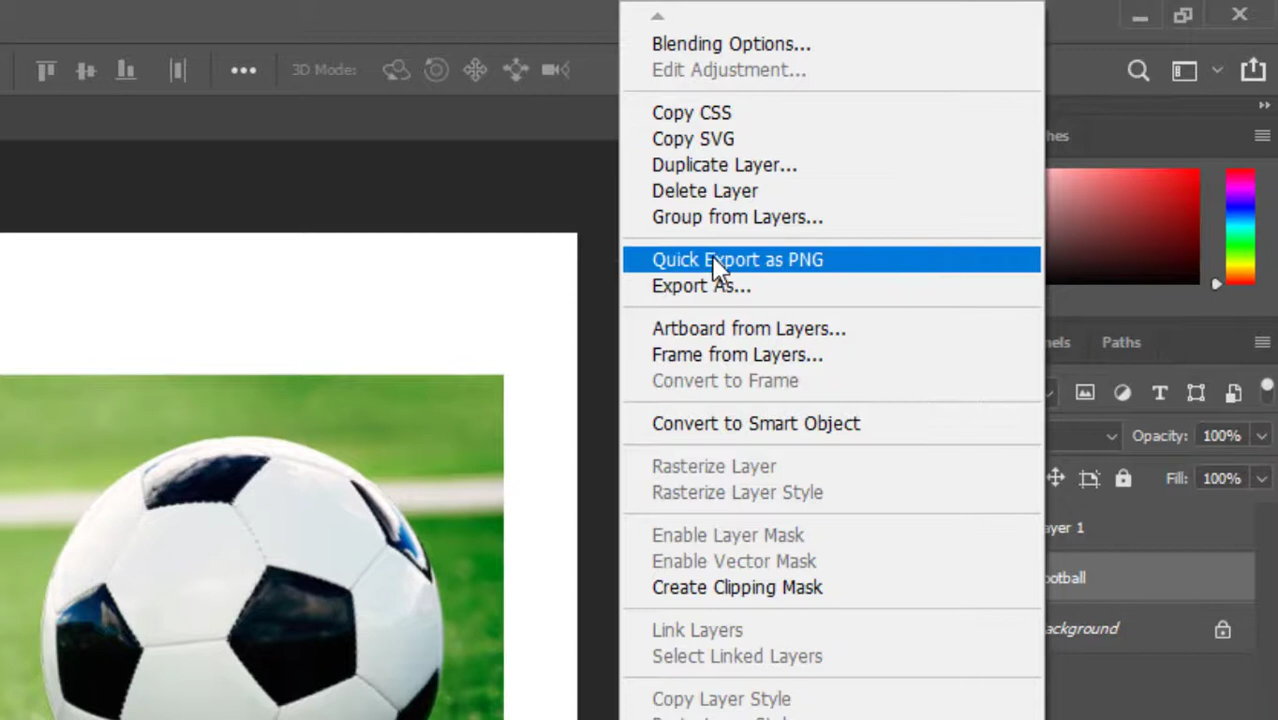 Blending Options...
Edit Adjustment...
3D Mode:
Copy CSS
Copy SVG
Duplicate Layer...
Delete Layer
Group from Layers...
Quick Export as PNG
Export As...
Artboard from Layers...
Frame from Layers...
Convert to Frame
Convert to Smart Object
Rasterize Layer
Rasterize Layer Style
Enable Layer Mask
Enable Vector Mask
Create Clipping Mask
Link Layers
Select Linked Layers
Copy Layer Style
hes
nels Paths
Opacity: 100%
Fill: 100%
ayer 1
ootball
ackground